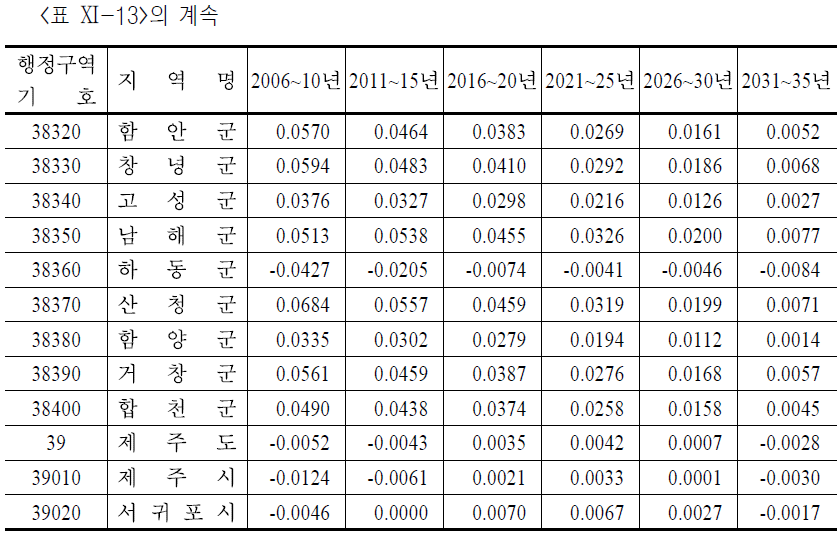 <표 XI-13>의 계속
행정구역 기 호 지 역 명 2006~10년 2011~15년 2016~20년 2021~25년 2026~30년 2031~35년
38320 함 안 군 0.0570 0.0464 0.0383 0.0269 0.0161 0.0052
38330 창 녕 군 0.0594 0.0483 0.0410 0.0292 0.0186 0.0068
38340 고 성 군 0.0376 0.0327 0.0298 0.0216 0.0126 0.0027
38350 남 해 군 0.0513 0.0538 0.0455 0.0326 0.0200 0.0077
38360 하 동 군 -0.0427 -0.0205 -0.0074 -0.0041 -0.0046 -0.0084
38370 산 청 군 0.0684 0.0557 0.0459 0.0319 0.0199 0.0071
38380 함 양 군 0.0335 0.0302 0.0279 0.0194 0.0112 0.0014
38390 거 창 군 0.0561 0.0459 0.0387 0.0276 0.0168 0.0057
38400 합 천 군 0.0490 0.0438 0.0374 0.0258 0.0158 0.0045
39 제 주 도 -0.0052 -0.0043 0.0035 0.0042 0.0007 -0.0028
39010 제 주 시 -0.0124 -0.0061 0.0021 0.0033 0.0001 -0.0030
39020 서 귀 포 시 -0.0046 0.0000 0.0070 0.0067 0.0027 -0.0017